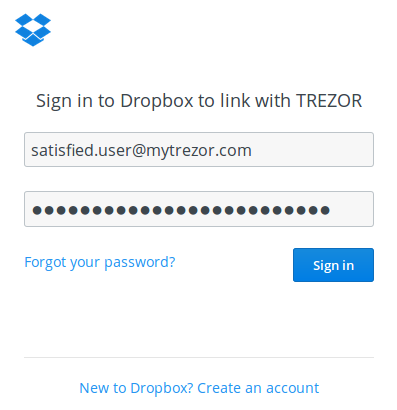 Sign in to Dropbox to link with TREZOR
satisfied.user@mytrezor.com
●●●●●●●●●●●●●●●●●●●●●●●●●
Forgot your password?
Sign in
New to Dropbox? Create an account